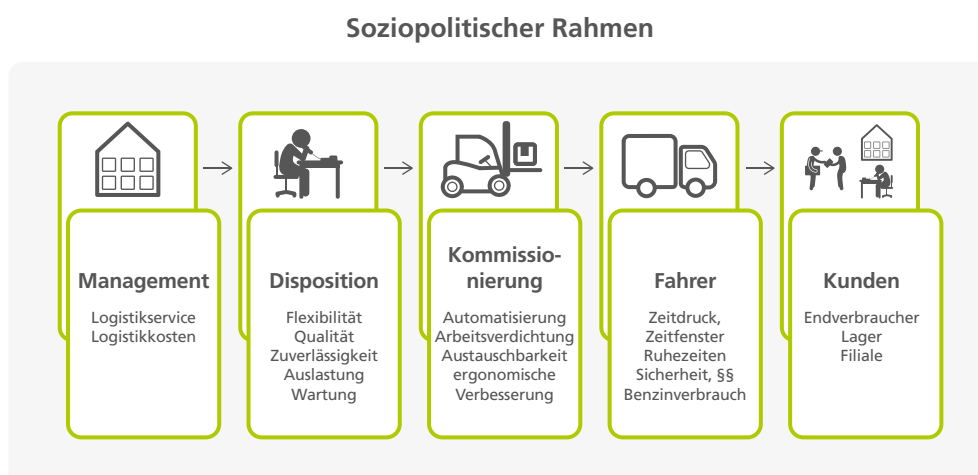 Soziopolitischer Rahmen
Management
Logistikservice
Logistikkosten
Disposition
Flexibilität
Qualität
Zuverlässigkeit
Auslastung
Wartung
Kommissio-
nierung
Automatisierung
Arbeitsverdichtung
Austauschbarkeit
ergonomische
Verbesserung
Fahrer
Zeitdruck,
Zeitfenster
Ruhezeiten
Sicherheit, §§
Benzinverbrauch
Kunden
Endverbraucher
Lager
Filiale